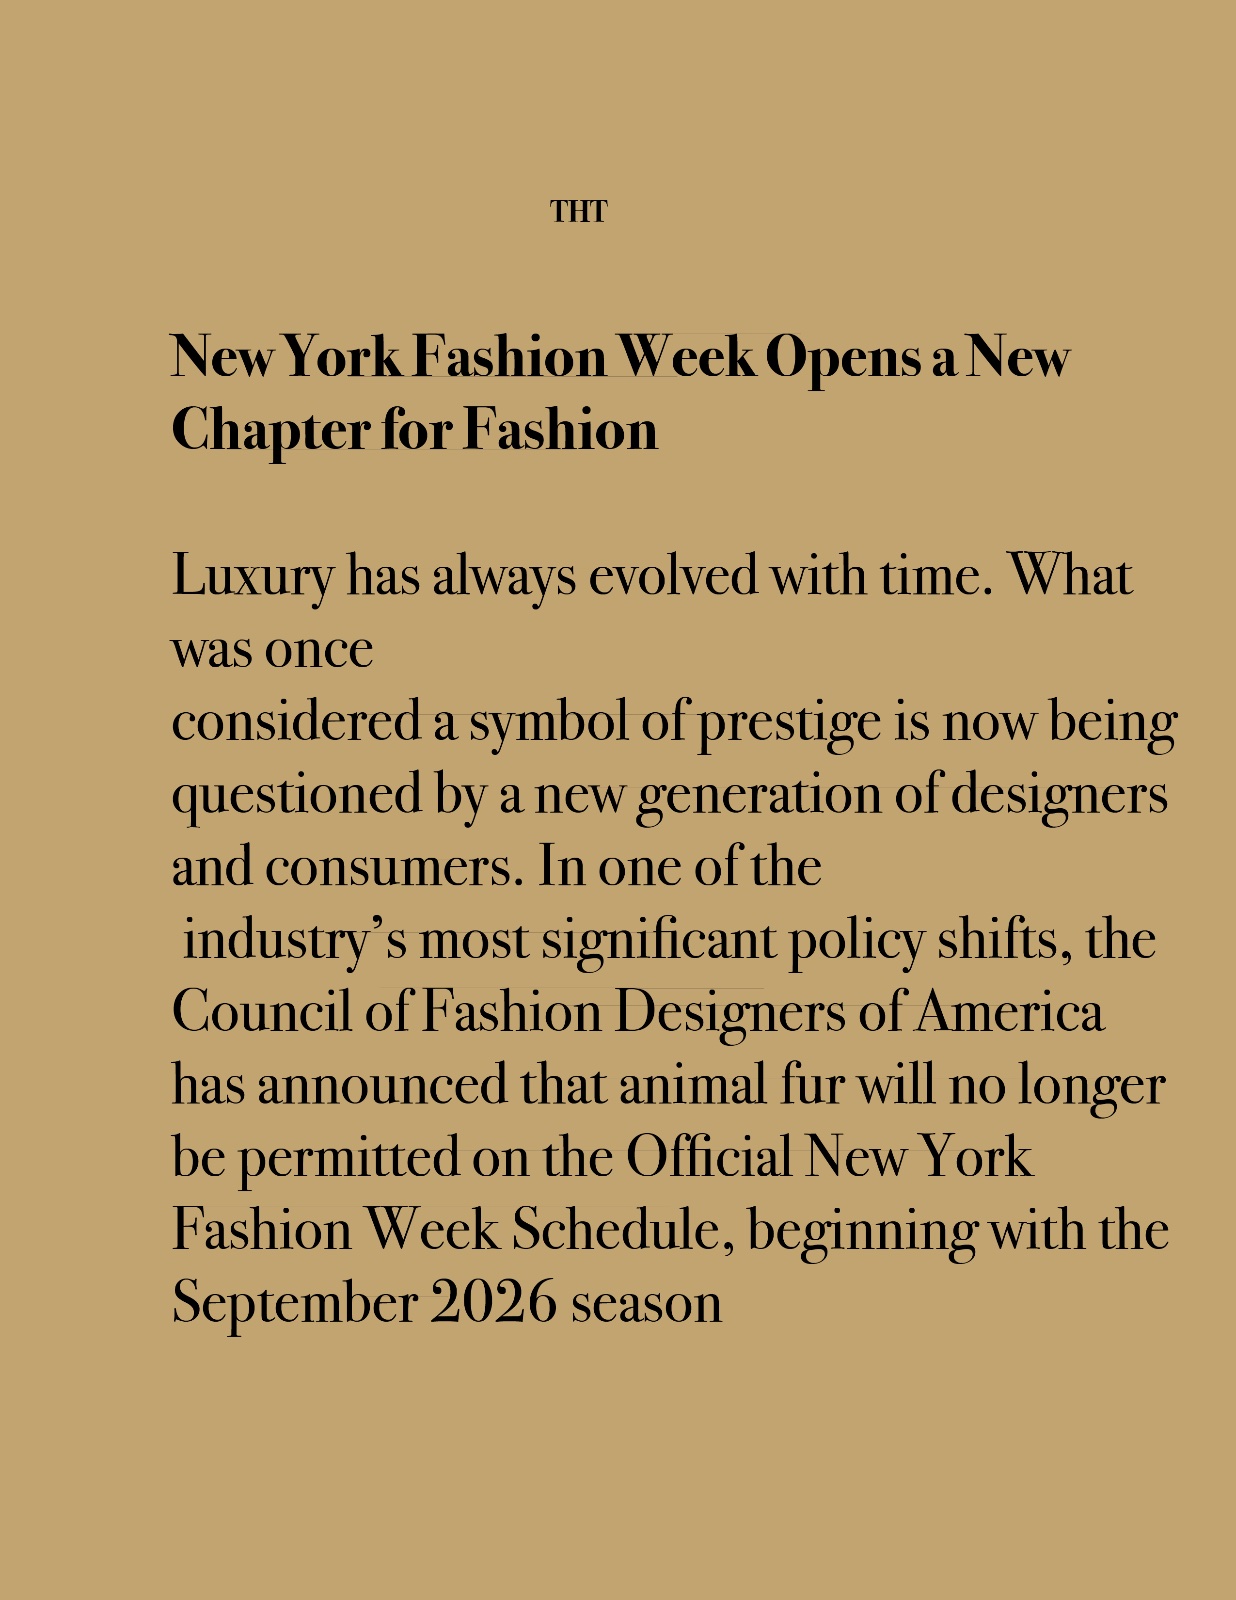 THT
New York Fashion Week Opens a New
Chapter for Fashion
Luxury has always evolved with time. What
was once
considered a symbol of prestige is now being
questioned by a new generation of designers
and consumers. In one of the
industry’s most significant policy shifts, the
Council of Fashion Designers of America
has announced that animal fur will no longer
be permitted on the Official New York
Fashion Week Schedule, beginning with the
September 2026 season